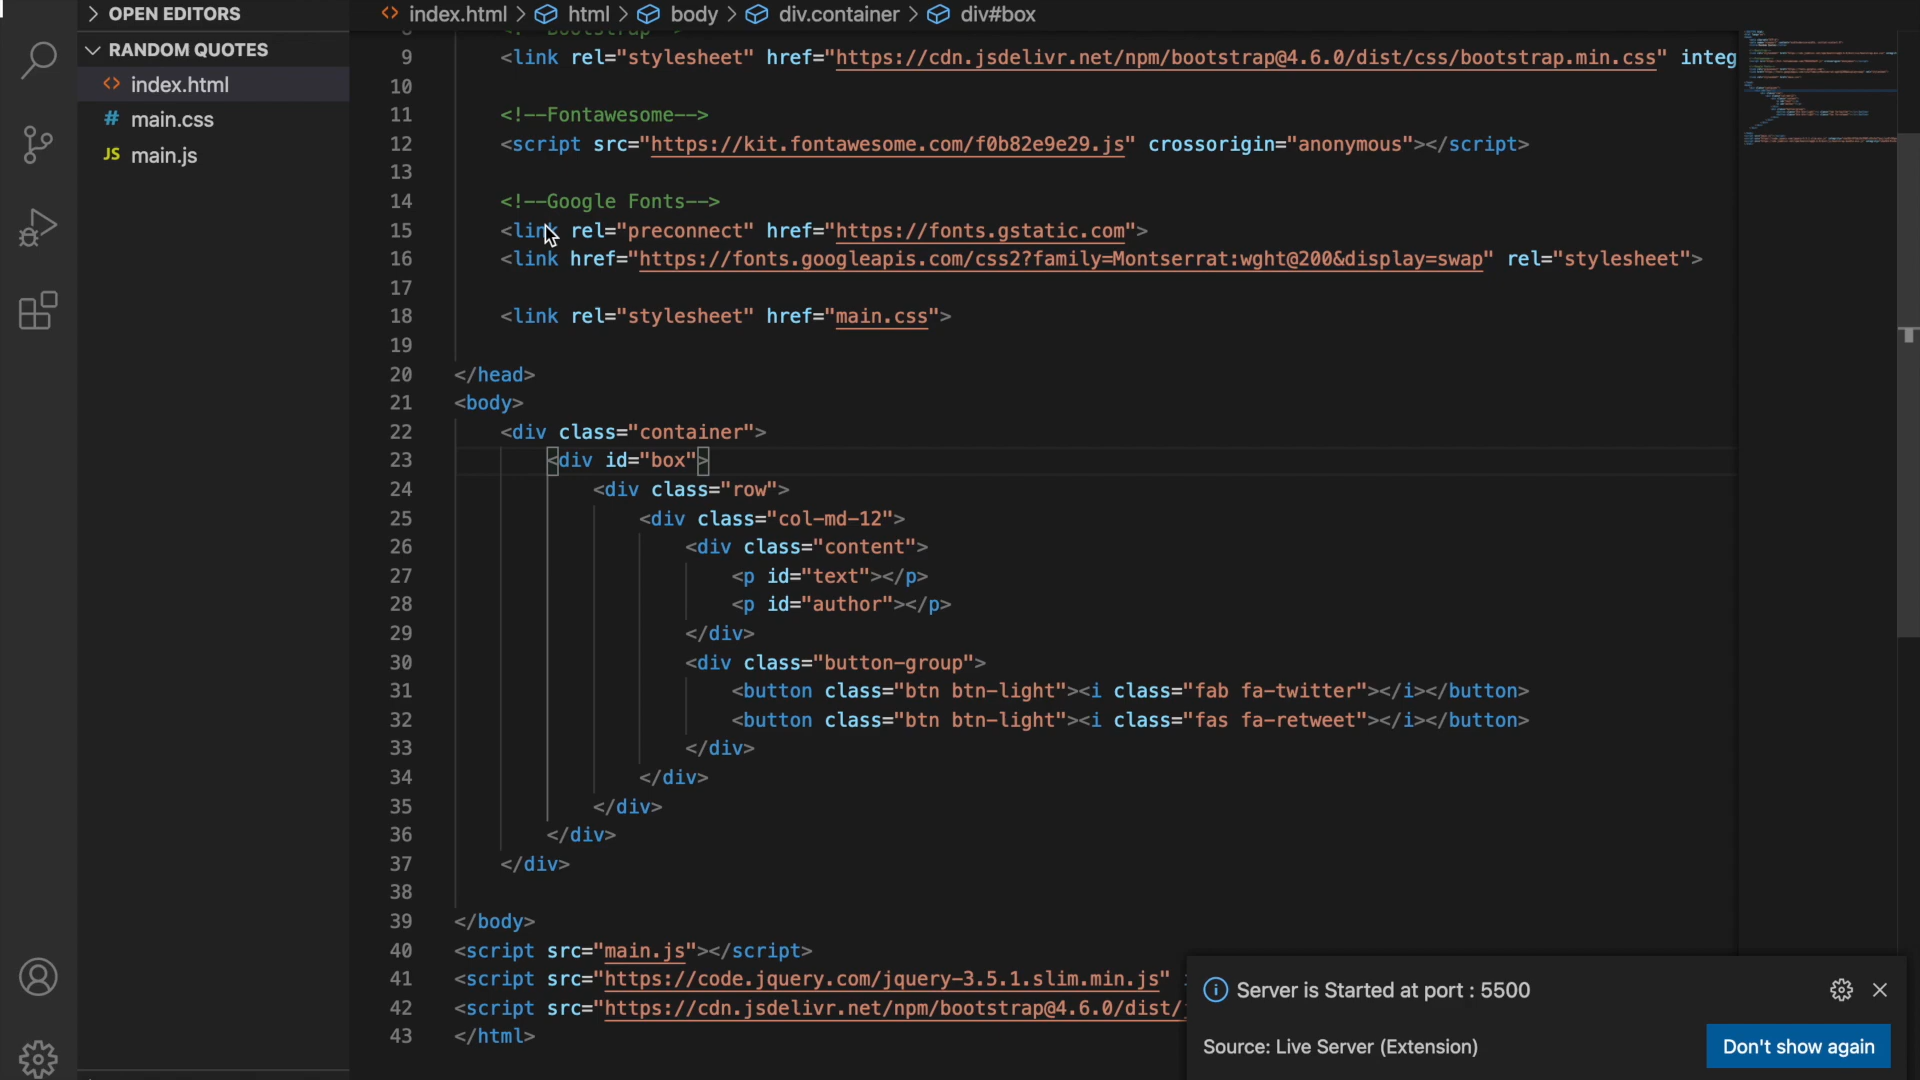 OPEN EDITORS
RANDOM QUOTES
index.html
# main.css
JS main.js
<> index.html > html > body > div.container > div#box
8 <!--Bootstrap-->
9 <link rel="stylesheet" href="https://cdn.jsdelivr.net/npm/bootstrap@4.6.0/dist/css/bootstrap.min.css" integ
10
11 <!--Fontawesome-->
12 <script src="https://kit.fontawesome.com/f0b82e9e29.js" crossorigin="anonymous"></script>
13
14 <!--Google Fonts-->
15 <link rel="preconnect" href="https://fonts.gstatic.com">
16 <link href="https://fonts.googleapis.com/css2?family=Montserrat:wght@200&display=swap" rel="stylesheet">
17
18 <link rel="stylesheet" href="main.css">
19
20 </head>
21 <body>
22 <div class="container">
23 <div id="box">
24 <div class="row">
25 <div class="col-md-12">
26 <div class="content">
27 <p id="text"></p>
28 <p id="author"></p>
29 </div>
30 <div class="button-group">
31 <button class="btn btn-light"><i class="fab fa-twitter"></i></button>
32 <button class="btn btn-light"><i class="fas fa-retweet"></i></button>
33 </div>
34 </div>
35 </div>
36 </div>
37 </div>
38
39 </body>
40 <script src="main.js"></script>
41 <script src="https://code.jquery.com/jquery-3.5.1.slim.min.js"
42 <script src="https://cdn.jsdelivr.net/npm/bootstrap@4.6.0/dist/
43 </html>
Server is Started at port : 5500
Source: Live Server (Extension)
Don't show again